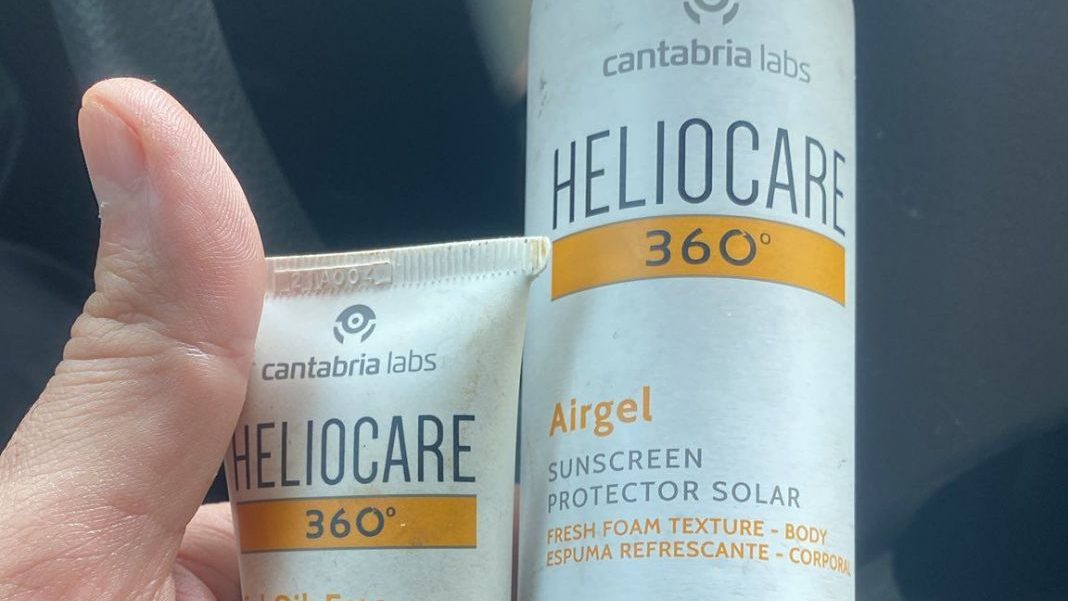 cantabria labs
HELIOCARE
360°
Airgel
SUNSCREEN
PROTECTOR SOLAR
FRESH FOAM TEXTURE - BODY
ESPUMA REFRESCANTE - CORPORAL
cantabria labs
HELIOCARE
360°